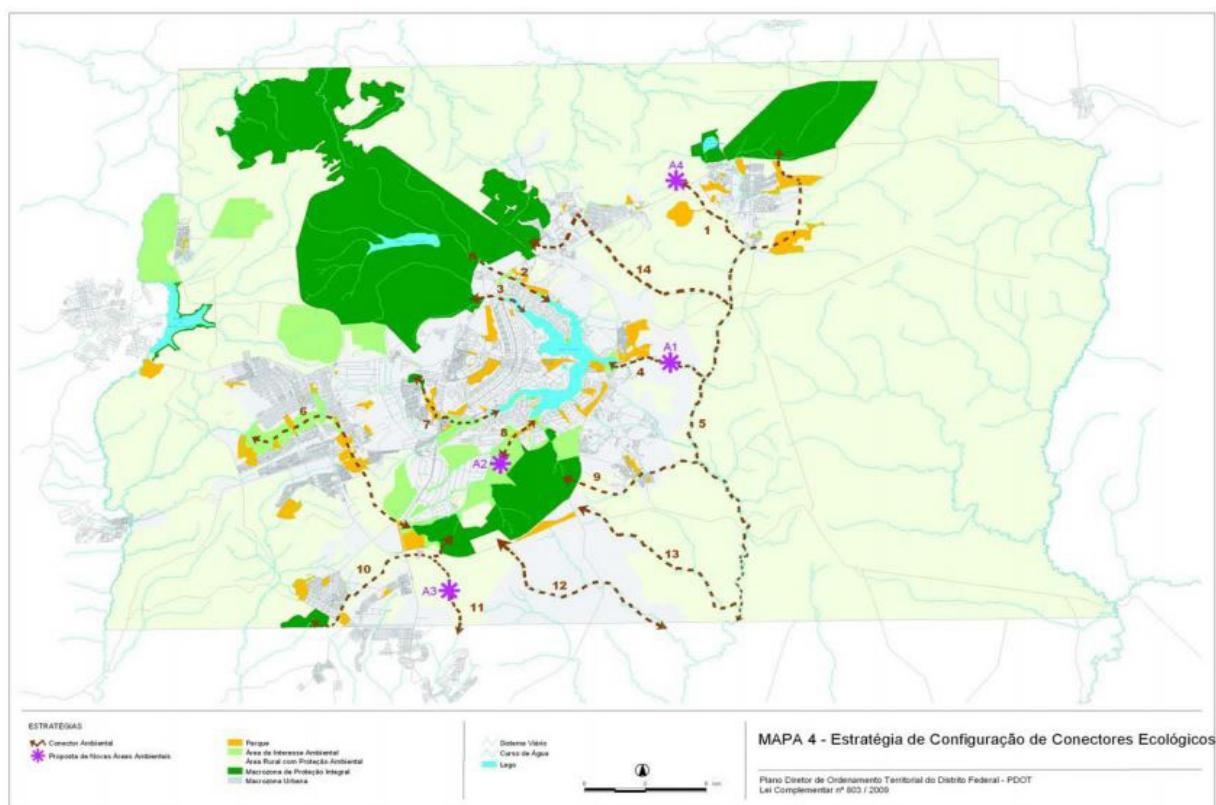 A4
1
14
2
3
A1
4
5
6
7
8
A2
9
13
10
12
A3
11
ESTRATÉGIAS
Conector Ambiental
Proposta de Novas Áreas Ambientais
Parque
Área de Interesse Ambiental
Área Rural com Proteção Ambiental
Macrozona de Proteção Integral
Macrozona Urbana
Sistema Viário
Curso de Água
Lago
0
MAPA 4 - Estratégia de Configuração de Conectores Ecológicos
Plano Diretor de Ordenamento Territorial do Distrito Federal - PDOT
Lei Complementar nº 803 / 2009